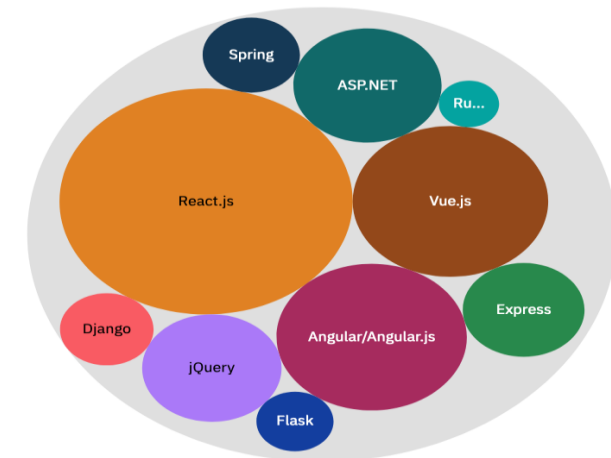 Spring
ASP.NET
Ru...
React.js
Vue.js
Express
Django
Angular/Angular.js
jQuery
Flask